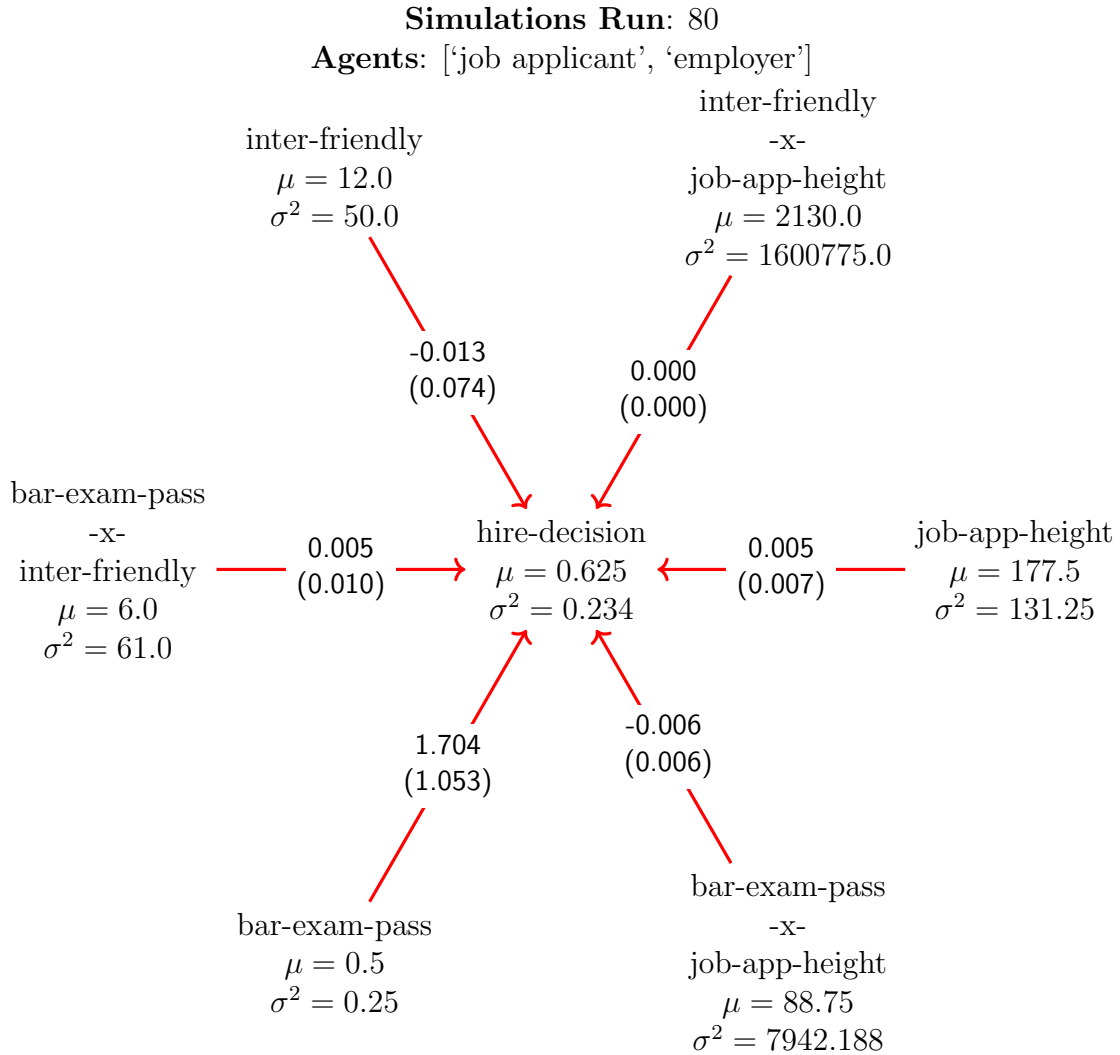 Simulations Run: 80
Agents: [‘job applicant’, ‘employer’]
inter-friendly
μ = 12.0
σ² = 50.0
inter-friendly
-x-
job-app-height
μ = 2130.0
σ² = 1600775.0
-0.013
(0.074)
0.000
(0.000)
bar-exam-pass
-x-
inter-friendly
μ = 6.0
σ² = 61.0
0.005
(0.010)
hire-decision
μ = 0.625
σ² = 0.234
0.005
(0.007)
job-app-height
μ = 177.5
σ² = 131.25
1.704
(1.053)
-0.006
(0.006)
bar-exam-pass
μ = 0.5
σ² = 0.25
bar-exam-pass
-x-
job-app-height
μ = 88.75
σ² = 7942.188